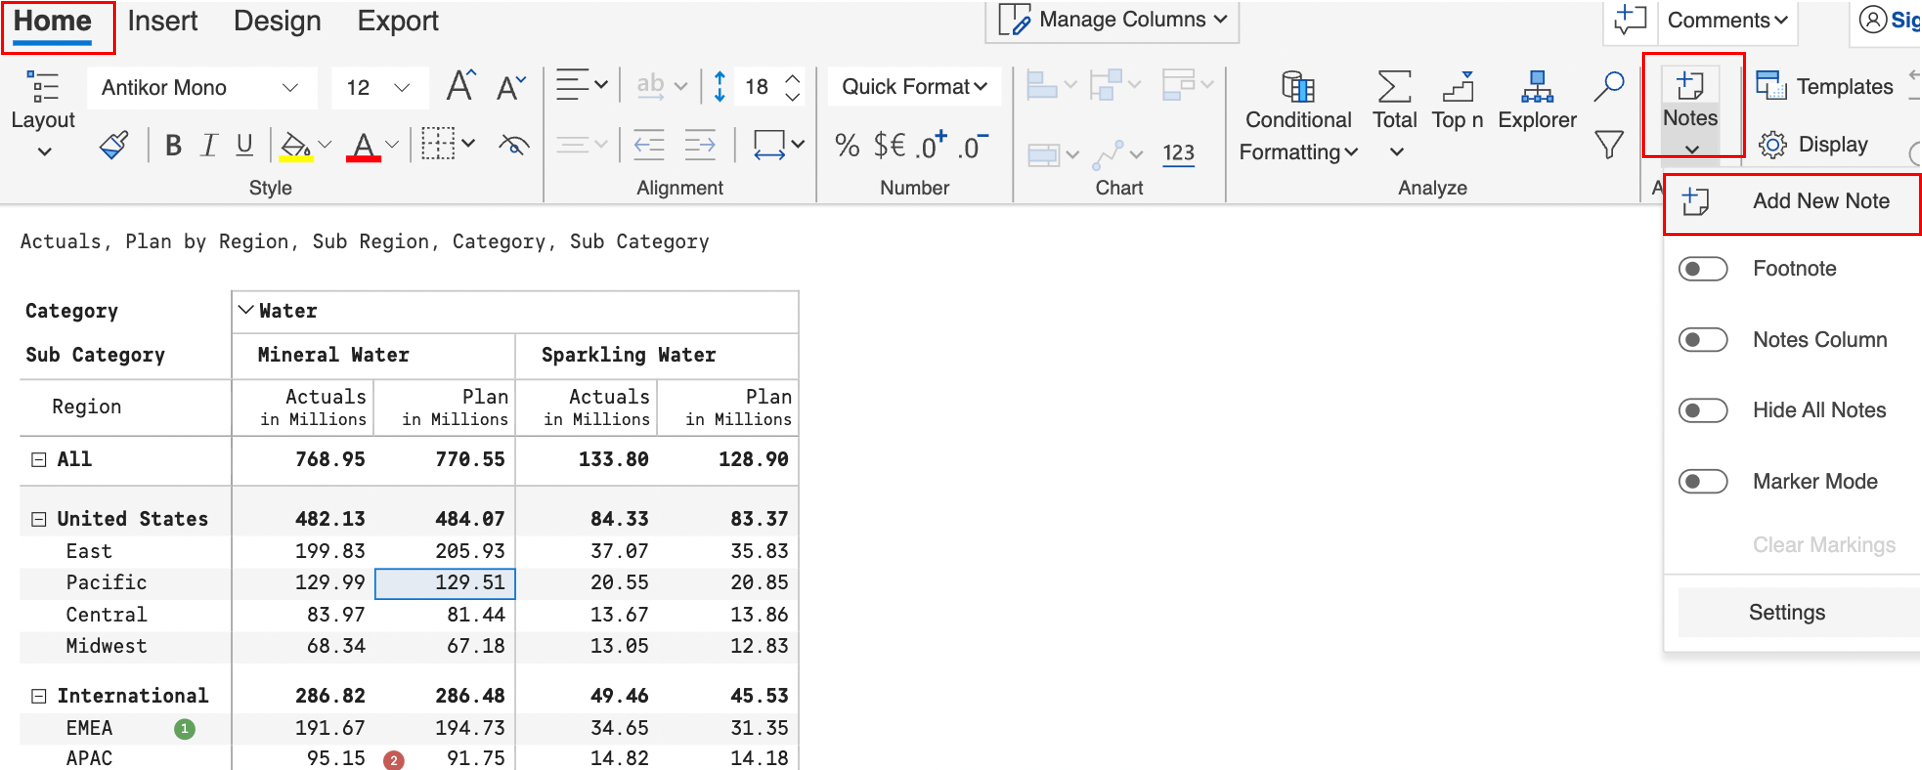 Home Insert Design Export Manage Columns Comments Sig
Antikor Mono 12 A A ab 18 Quick Format Templates
Layout Conditional Formatting Total Top n Explorer Notes
B I U A % $€ .0+ .0- 123 Display
Style Alignment Number Chart Analyze A
Add New Note
Footnote
Notes Column
Hide All Notes
Marker Mode
Clear Markings
Settings
Actuals, Plan by Region, Sub Region, Category, Sub Category
Category Water
Sub Category Mineral Water Sparkling Water
Region Actuals in Millions Plan in Millions Actuals in Millions Plan in Millions
All 768.95 770.55 133.80 128.90
United States 482.13 484.07 84.33 83.37
East 199.83 205.93 37.07 35.83
Pacific 129.99 129.51 20.55 20.85
Central 83.97 81.44 13.67 13.86
Midwest 68.34 67.18 13.05 12.83
International 286.82 286.48 49.46 45.53
EMEA 1 191.67 194.73 34.65 31.35
APAC 95.15 2 91.75 14.82 14.18